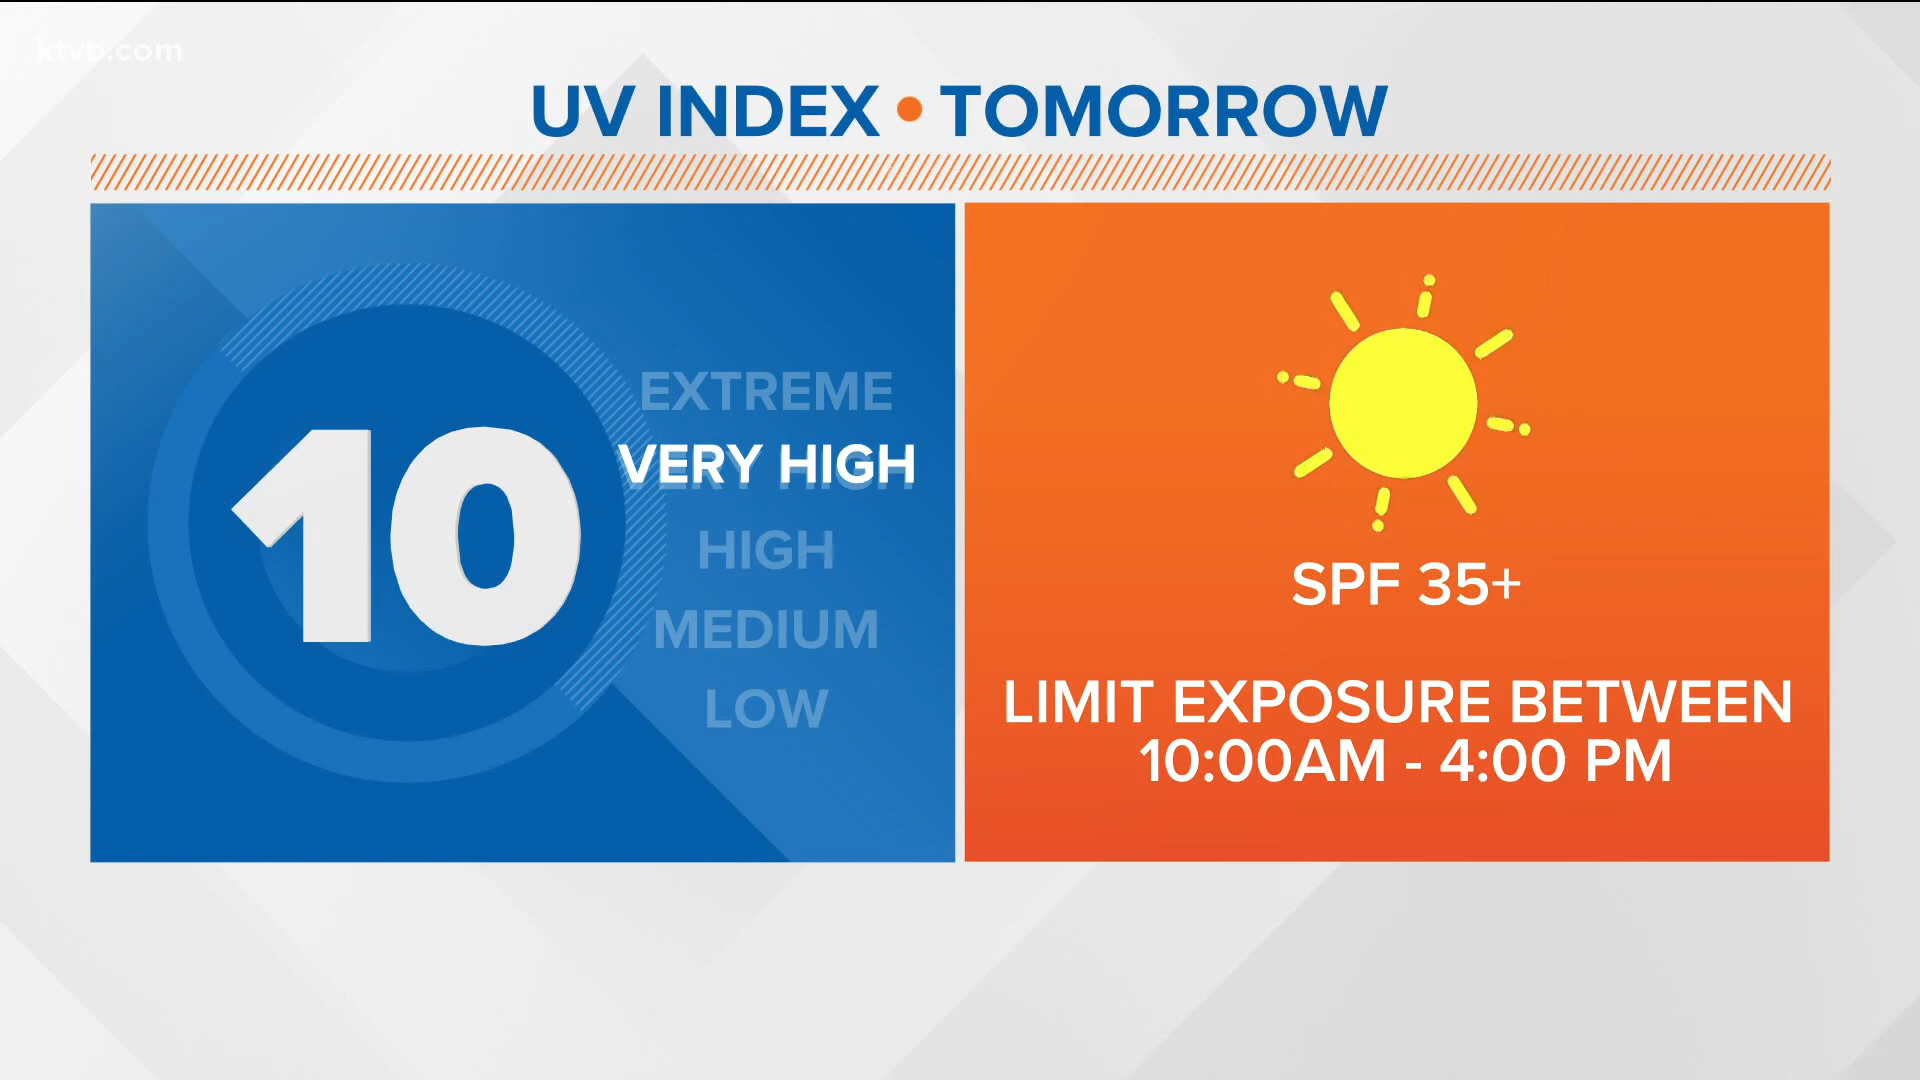 ktvb.com
UV INDEX • TOMORROW
10
EXTREME
VERY HIGH
HIGH
MEDIUM
LOW
SPF 35+
LIMIT EXPOSURE BETWEEN
10:00AM - 4:00 PM